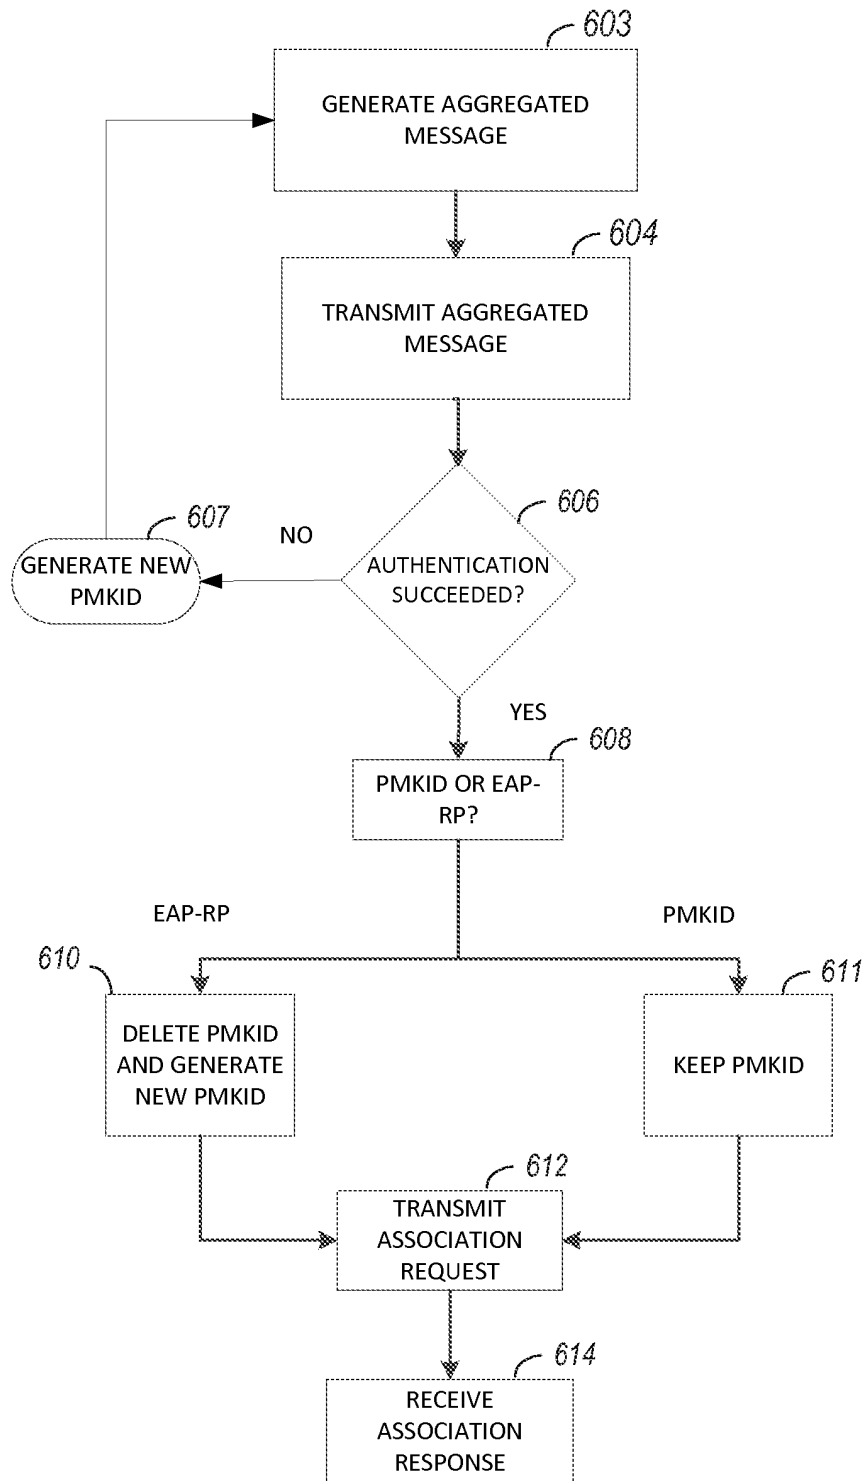 603
GENERATE AGGREGATED
MESSAGE
604
TRANSMIT AGGREGATED
MESSAGE
606
AUTHENTICATION
SUCCEEDED?
NO
607
GENERATE NEW
PMKID
YES
608
PMKID OR EAP-
RP?
EAP-RP
PMKID
610
DELETE PMKID
AND GENERATE
NEW PMKID
611
KEEP PMKID
612
TRANSMIT
ASSOCIATION
REQUEST
614
RECEIVE
ASSOCIATION
RESPONSE